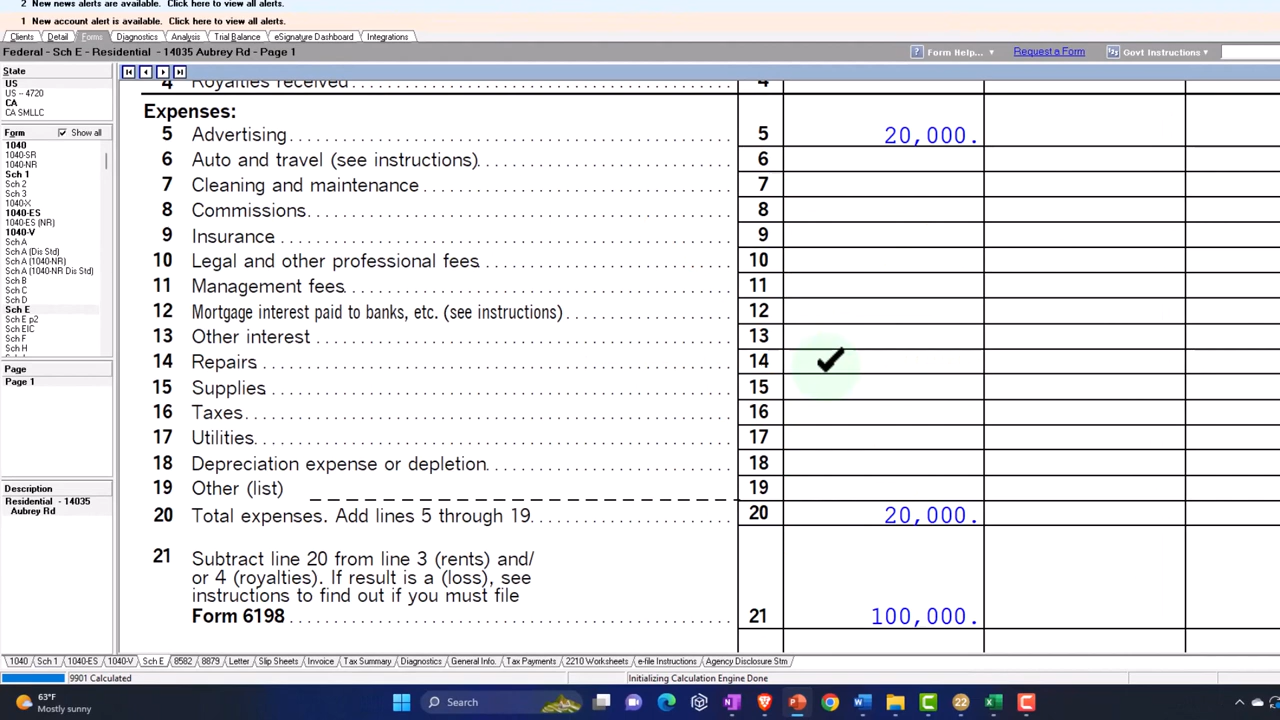 2 New news alerts are available. Click here to view all alerts.
1 New account alert is available. Click here to view all alerts.
Clients Detail Forms Diagnostics Analysis Trial Balance eSignature Dashboard Integrations
Federal - Sch E - Residential - 14035 Aubrey Rd - Page 1
? Form Help... Request a Form Govt Instructions
State
US
US -- 4720
CA
CA SMLLC
Form Show all
1040
1040-SR
1040-NR
Sch 1
Sch 2
Sch 3
1040-X
1040-ES
1040-ES (NR)
1040-V
Sch A
Sch A (Dis Std)
Sch A (1040-NR)
Sch A (1040-NR Dis Std)
Sch B
Sch C
Sch D
Sch E
Sch E p2
Sch EIC
Sch F
Sch H
Page
Page 1
Description
Residential - 14035
Aubrey Rd
4 Royalties received 4
Expenses:
5 Advertising 5 20,000.
6 Auto and travel (see instructions) 6
7 Cleaning and maintenance 7
8 Commissions 8
9 Insurance 9
10 Legal and other professional fees 10
11 Management fees 11
12 Mortgage interest paid to banks, etc. (see instructions) 12
13 Other interest 13
14 Repairs 14
15 Supplies 15
16 Taxes 16
17 Utilities 17
18 Depreciation expense or depletion 18
19 Other (list) 19
20 Total expenses. Add lines 5 through 19 20 20,000.
21 Subtract line 20 from line 3 (rents) and/
or 4 (royalties). If result is a (loss), see
instructions to find out if you must file
Form 6198 21 100,000.
1040 Sch 1 1040-ES 1040-V Sch E 8582 8879 Letter Slip Sheets Invoice Tax Summary Diagnostics General Info. Tax Payments 2210 Worksheets e-file Instructions Agency Disclosure Stm
9901 Calculated Initializing Calculation Engine Done
63°F
Mostly sunny
Search
22